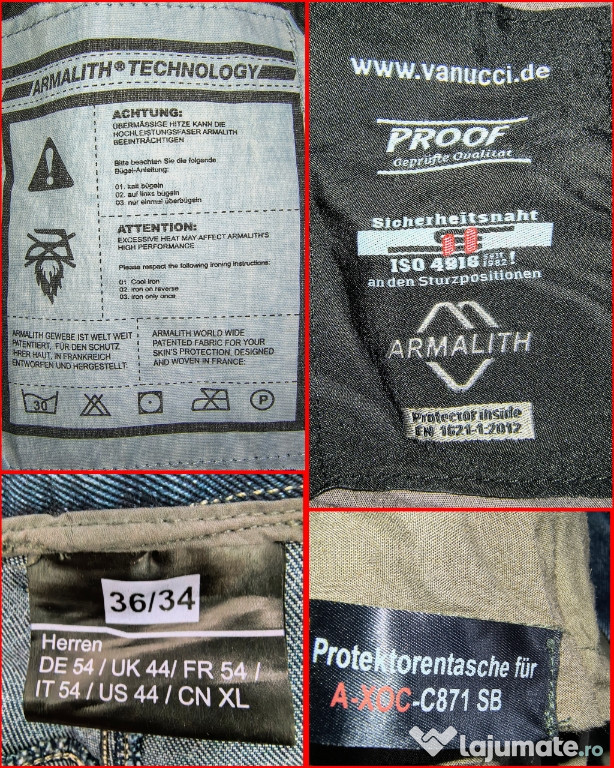 ARMALITH® TECHNOLOGY
ACHTUNG:
ÜBERMÄSSIGE HITZE KANN DIE
HOCHLEISTUNGSFASER ARMALITH
BEEINTRÄCHTIGEN
Bitte beachten Sie die folgende
Bügel-Anleitung:
01. kalt bügeln
02. auf links bügeln
03. nur einmal überbügeln
ATTENTION:
EXCESSIVE HEAT MAY AFFECT ARMALITH'S
HIGH PERFORMANCE
Please respect the following ironing instructions:
01 Cool iron
02. Iron on reverse
03. iron only once
ARMALITH GEWEBE IST WELT WEIT
PATENTIERT, FÜR DEN SCHUTZ
IHRER HAUT, IN FRANKREICH
ENTWORFEN UND HERGESTELLT.
ARMALITH WORLD WIDE
PATENTED FABRIC FOR YOUR
SKIN'S PROTECTION, DESIGNED
AND WOVEN IN FRANCE.
30
P
www.vanucci.de
PROOF
Geprüfte Qualität
Sicherheitsnaht
ISO 4916 SEIT 1982!
an den Sturzpositionen
ARMALITH
Protector inside
EN 1621-1:2012
36/34
Herren
DE 54 / UK 44/ FR 54 /
IT 54 / US 44 / CN XL
Protektorentasche für
A-XOC-C871 SB
Lajumate.ro